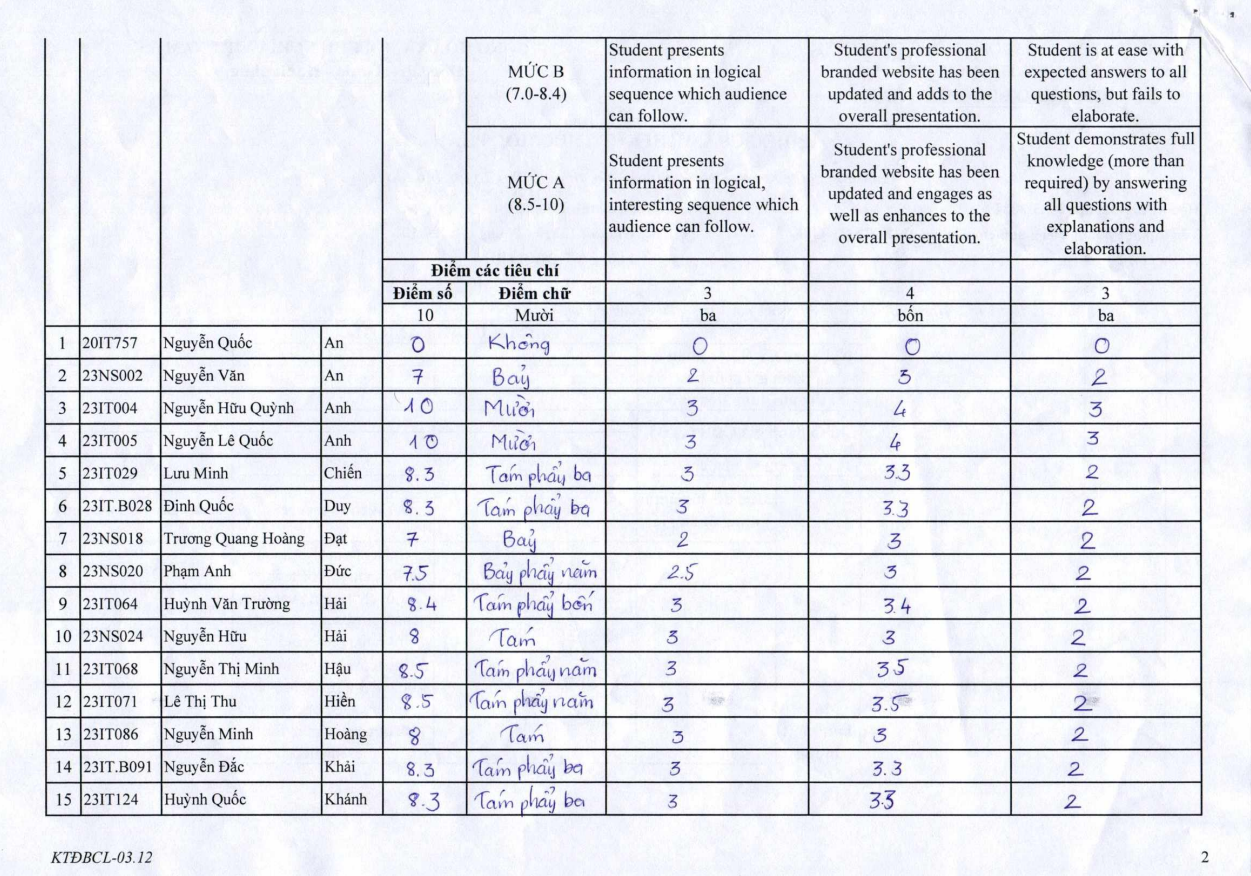 MỨC B
(7.0-8.4)
Student presents
information in logical
sequence which audience
can follow.
Student's professional
branded website has been
updated and adds to the
overall presentation.
Student is at ease with
expected answers to all
questions, but fails to
elaborate.
MỨC A
(8.5-10)
Student presents
information in logical,
interesting sequence which
audience can follow.
Student's professional
branded website has been
updated and engages as
well as enhances to the
overall presentation.
Student demonstrates full
knowledge (more than
required) by answering
all questions with
explanations and
elaboration.
Điểm các tiêu chí
Điểm số Điểm chữ 3 4 3
10 Mười ba bốn ba
1 20IT757 Nguyễn Quốc An 0 Không 0 0 0
2 23NS002 Nguyễn Văn An 7 Bảy 2 3 2
3 23IT004 Nguyễn Hữu Quỳnh Anh 10 Mười 3 4 3
4 23IT005 Nguyễn Lê Quốc Anh 10 Mười 3 4 3
5 23IT029 Lưu Minh Chiến 8.3 Tám phẩy ba 3 3.3 2
6 23IT.B028 Đinh Quốc Duy 8.3 Tám phẩy ba 3 3.3 2
7 23NS018 Trương Quang Hoàng Đạt 7 Bảy 2 3 2
8 23NS020 Phạm Anh Đức 7.5 Bảy phẩy năm 2.5 3 2
9 23IT064 Huỳnh Văn Trường Hải 8.4 Tám phẩy bốn 3 3.4 2
10 23NS024 Nguyễn Hữu Hải 8 Tám 3 3 2
11 23IT068 Nguyễn Thị Minh Hậu 8.5 Tám phẩy năm 3 3.5 2
12 23IT071 Lê Thị Thu Hiền 8.5 Tám phẩy năm 3 3.5 2
13 23IT086 Nguyễn Minh Hoàng 8 Tám 3 3 2
14 23IT.B091 Nguyễn Đắc Khải 8.3 Tám phẩy ba 3 3.3 2
15 23IT124 Huỳnh Quốc Khánh 8.3 Tám phẩy ba 3 3.3 2
KTĐBCL-03.12 2